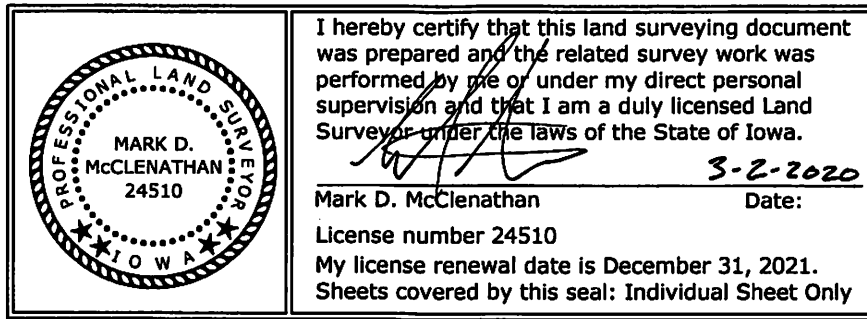 PROFESSIONAL LAND SURVEYOR
MARK D.
McCLENATHAN
24510
IOWA
I hereby certify that this land surveying document
was prepared and the related survey work was
performed by me or under my direct personal
supervision and that I am a duly licensed Land
Surveyor under the laws of the State of Iowa.
3-2-2020
Mark D. McClenathan Date:
License number 24510
My license renewal date is December 31, 2021.
Sheets covered by this seal: Individual Sheet Only